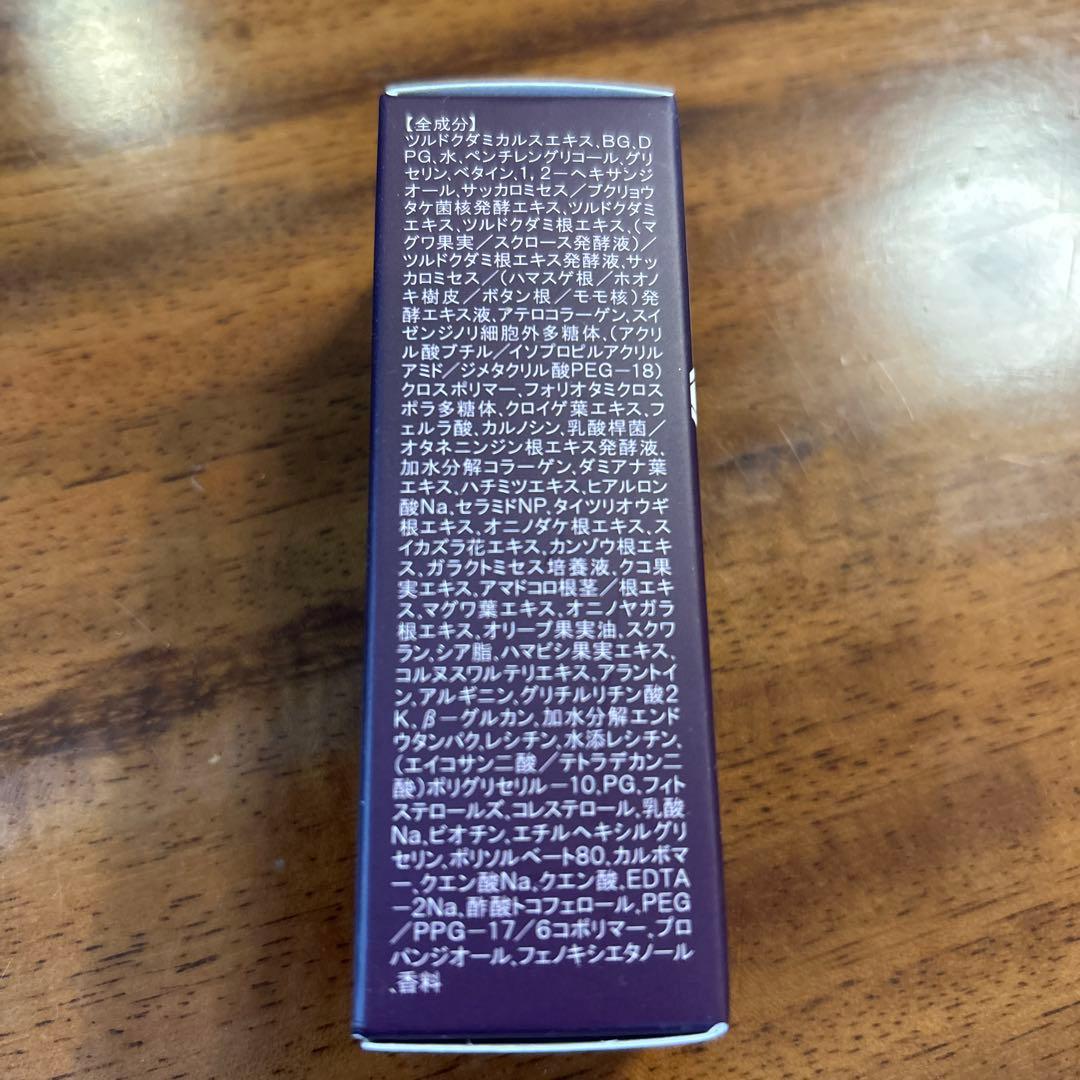 【全成分】
ツルドクダミカルスエキス、BG、D
PG、水、ペンチレングリコール、グリ
セリン、ベタイン、1，2－ヘキサンジ
オール、サッカロミセス／ブクリョウ
タケ菌核発酵エキス、ツルドクダミ
エキス、ツルドクダミ根エキス、（マ
グワ果実／スクロース発酵液）／
ツルドクダミ根エキス発酵液、サッ
カロミセス／（ハマスゲ根／ホオノ
キ樹皮／ボタン根／モモ核）発
酵エキス液、アテロコラーゲン、スイ
ゼンジノリ細胞外多糖体、（アクリ
ル酸ブチル／イソプロピルアクリル
アミド／ジメタクリル酸PEG－18）
クロスポリマー、フォリオタミクロス
ポラ多糖体、クロイゲ葉エキス、フ
ェルラ酸、カルノシン、乳酸桿菌／
オタネニンジン根エキス発酵液、
加水分解コラーゲン、ダミアナ葉
エキス、ハチミツエキス、ヒアルロン
酸Na、セラミドNP、タイツリオウギ
根エキス、オニノダケ根エキス、ス
イカズラ花エキス、カンゾウ根エキ
ス、ガラクトミセス培養液、クコ果
実エキス、アマドコロ根茎／根エキ
ス、マグワ葉エキス、オニノヤガラ
根エキス、オリーブ果実油、スクワ
ラン、シア脂、ハマビシ果実エキス、
コルヌスワルテリエキス、アラントイ
ン、アルギニン、グリチルリチン酸2
K、β－グルカン、加水分解エンド
ウタンパク、レシチン、水添レシチン、
（エイコサン二酸／テトラデカン二
酸）ポリグリセリル－10、PG、フィト
ステロールズ、コレステロール、乳酸
Na、ビオチン、エチルヘキシルグリ
セリン、ポリソルベート80、カルボマ
ー、クエン酸Na、クエン酸、EDTA
－2Na、酢酸トコフェロール、PEG
／PPG－17／6コポリマー、プロ
パンジオール、フェノキシエタノール
、香料